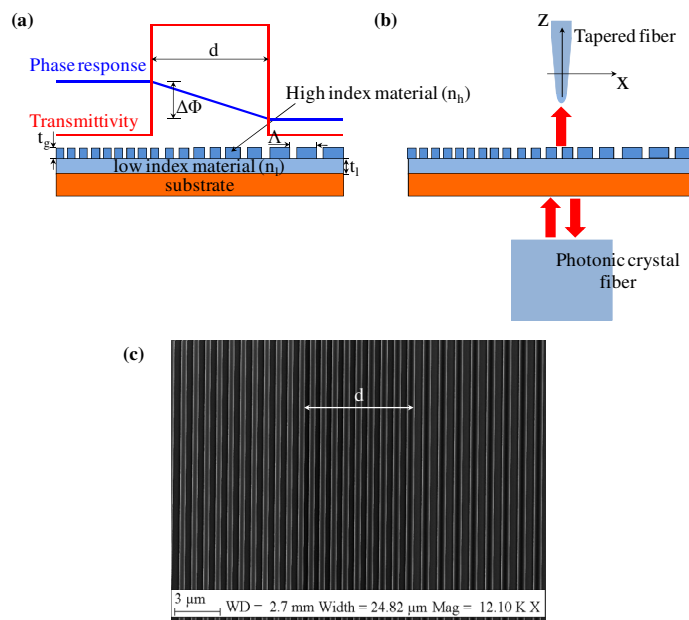 (a)
d
Phase response
ΔΦ
High index material (nh)
Transmittivity
tg
Λ
low index material (nl)
tl
substrate
(b)
Z
Tapered fiber
X
Photonic crystal
fiber
(c)
d
3 μm
WD = 2.7 mm Width = 24.82 μm Mag = 12.10 K X